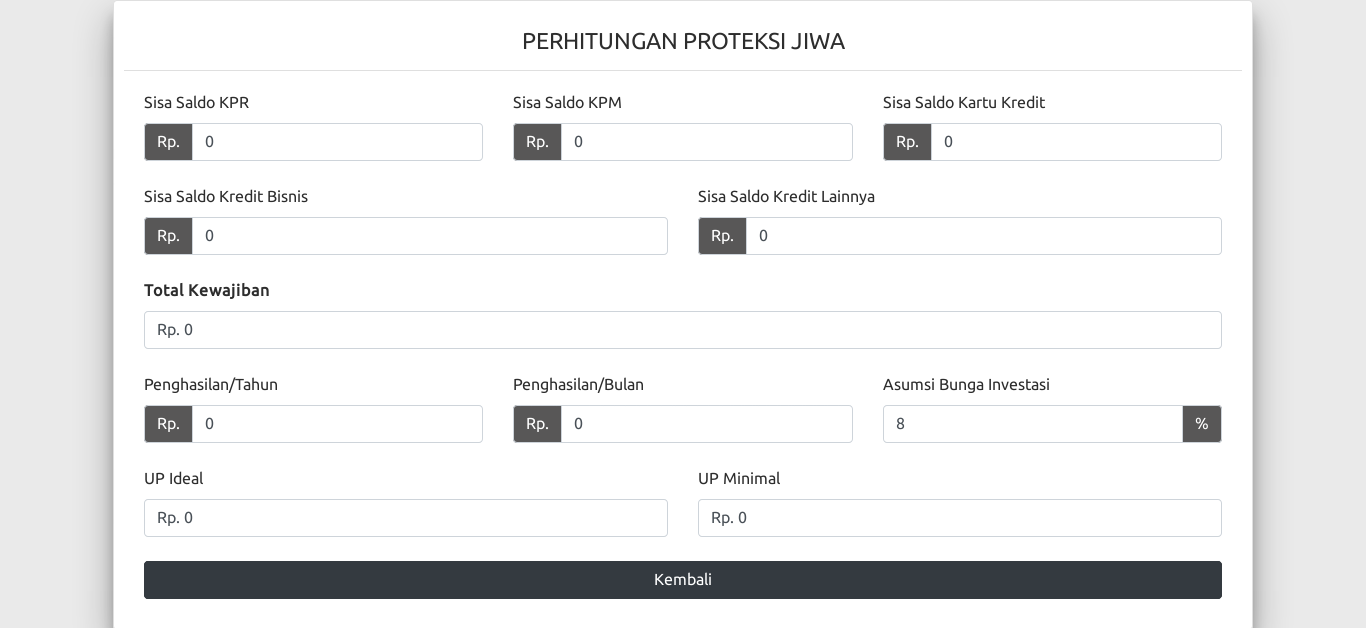 PERHITUNGAN PROTEKSI JIWA
Sisa Saldo KPR Sisa Saldo KPM Sisa Saldo Kartu Kredit
Rp. 0 Rp. 0 Rp. 0
Sisa Saldo Kredit Bisnis Sisa Saldo Kredit Lainnya
Rp. 0 Rp. 0
Total Kewajiban
Rp. 0
Penghasilan/Tahun Penghasilan/Bulan Asumsi Bunga Investasi
Rp. 0 Rp. 0 8 %
UP Ideal UP Minimal
Rp. 0 Rp. 0
Kembali